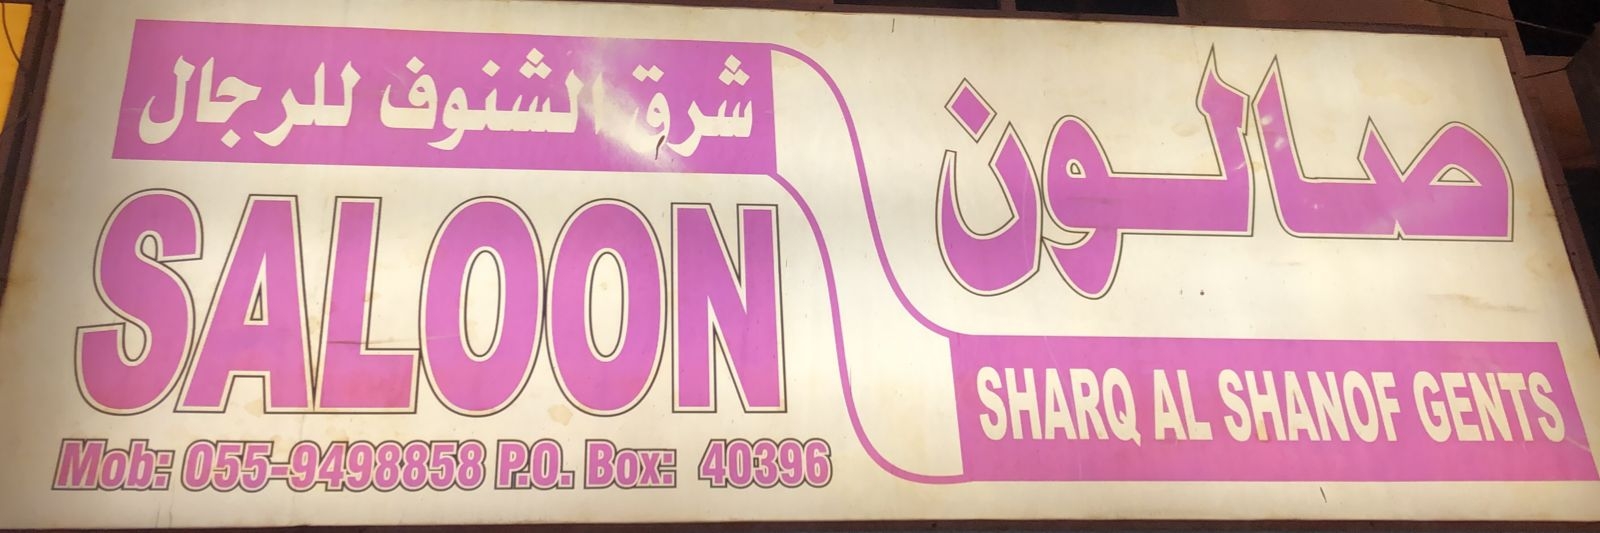 صالون
شرق الشنوف للرجال
SHARQ AL SHANOF GENTS
SALOON
Mob: 055-9498858 P.O. Box: 40396